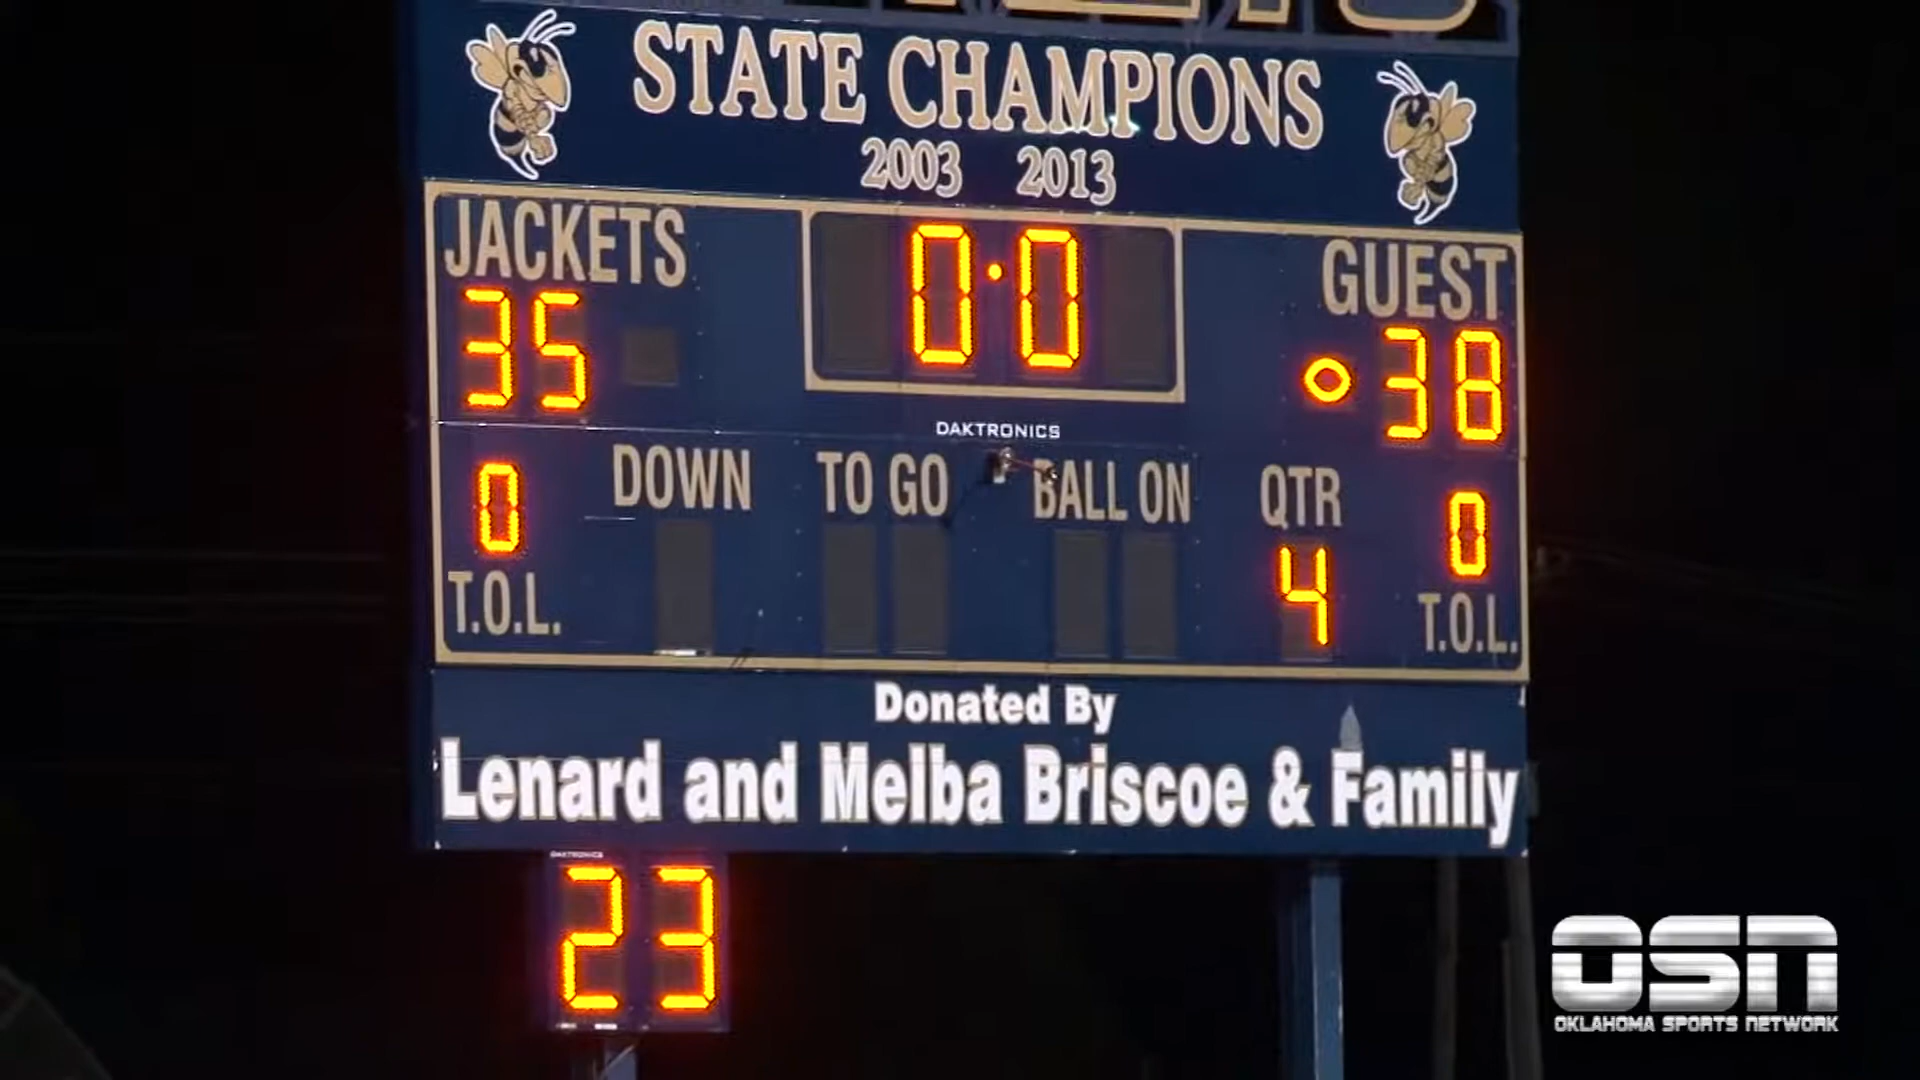 STATE CHAMPIONS
2003 2013
JACKETS
0·0
GUEST
35
38
DAKTRONICS
DOWN
TO GO
BALL ON
QTR
0
4
0
T.O.L.
T.O.L.
Donated By
Lenard and Melba Briscoe & Family
DAKTRONICS
23
OSN
OKLAHOMA SPORTS NETWORK